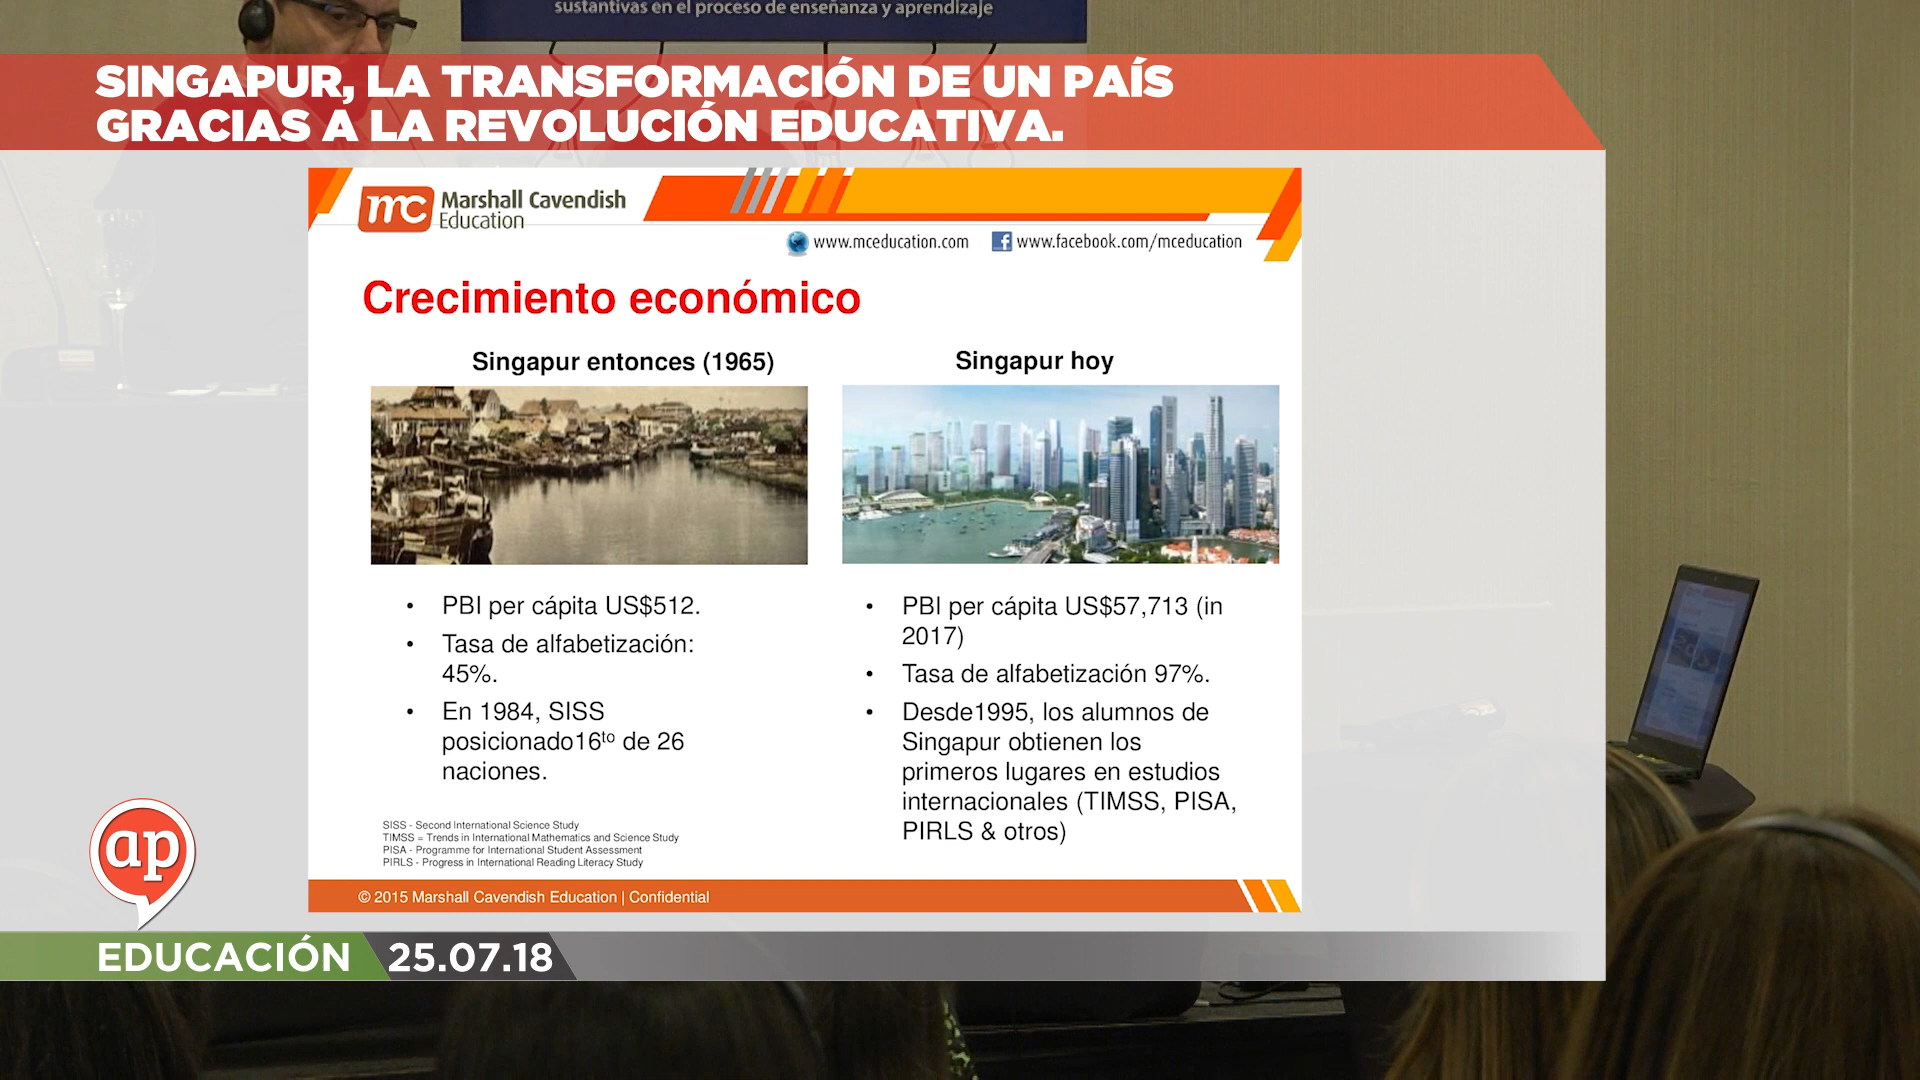 sustantivas en el proceso de enseñanza y aprendizaje
SINGAPUR, LA TRANSFORMACIÓN DE UN PAÍS
GRACIAS A LA REVOLUCIÓN EDUCATIVA.
mc
Marshall Cavendish
Education
www.mceducation.com
f www.facebook.com/mceducation
Crecimiento económico
Singapur entonces (1965)
• PBI per cápita US$512.
• Tasa de alfabetización:
45%.
• En 1984, SISS
posicionado16to de 26
naciones.
Singapur hoy
• PBI per cápita US$57,713 (in
2017)
• Tasa de alfabetización 97%.
• Desde1995, los alumnos de
Singapur obtienen los
primeros lugares en estudios
internacionales (TIMSS, PISA,
PIRLS & otros)
SISS - Second International Science Study
TIMSS = Trends in International Mathematics and Science Study
PISA - Programme for International Student Assessment
PIRLS - Progress in International Reading Literacy Study
© 2015 Marshall Cavendish Education | Confidential
ap
EDUCACIÓN
25.07.18